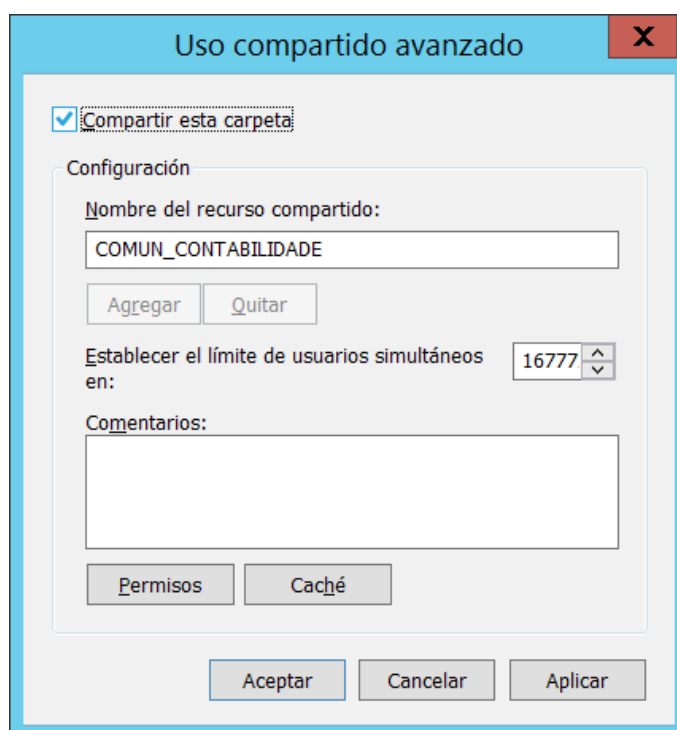 Uso compartido avanzado
X
Compartir esta carpeta
Configuración
Nombre del recurso compartido:
COMUN_CONTABILIDADE
Agregar
Quitar
Establecer el límite de usuarios simultáneos
en:
16777
Comentarios:
Permisos
Caché
Aceptar
Cancelar
Aplicar